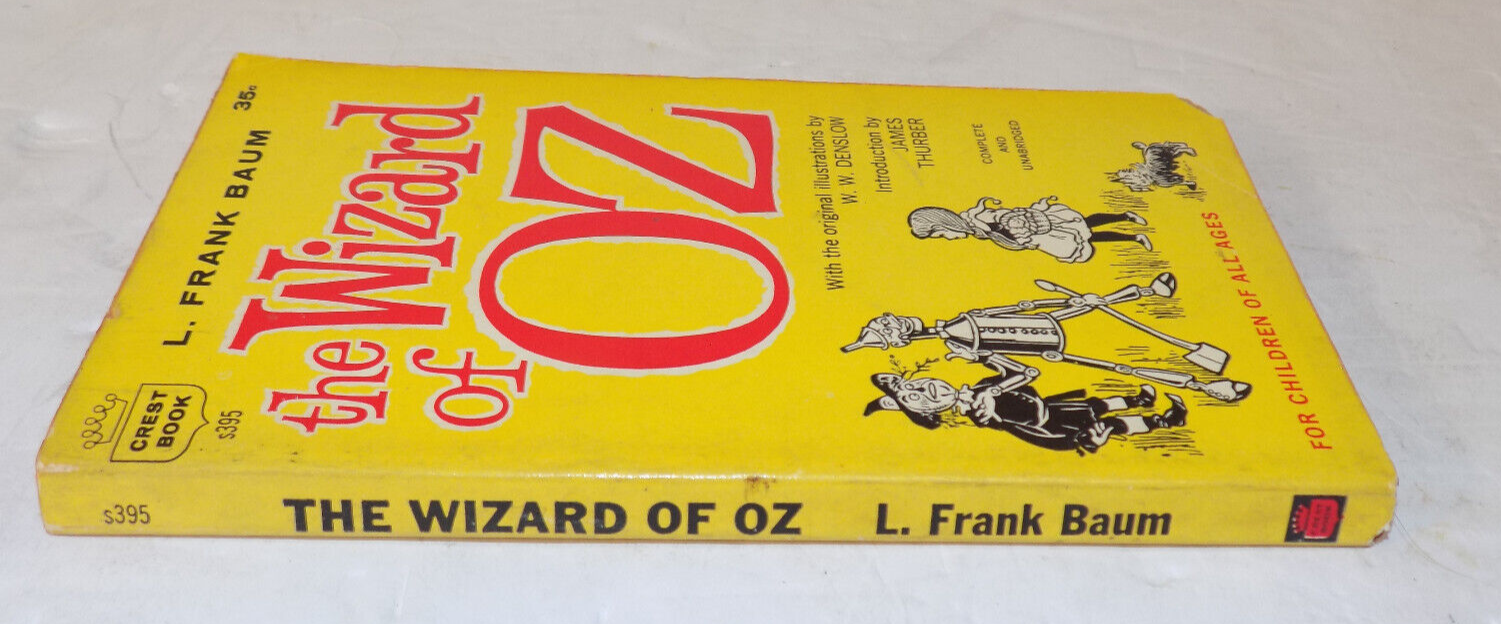 L. FRANK BAUM 35¢
CREST
BOOK
s395
the Wizard
of OZ
With the original illustrations by
W. W. DENSLOW
Introduction by
JAMES
THURBER
COMPLETE
AND
UNABRIDGED
FOR CHILDREN OF ALL AGES
s395 THE WIZARD OF OZ L. Frank Baum